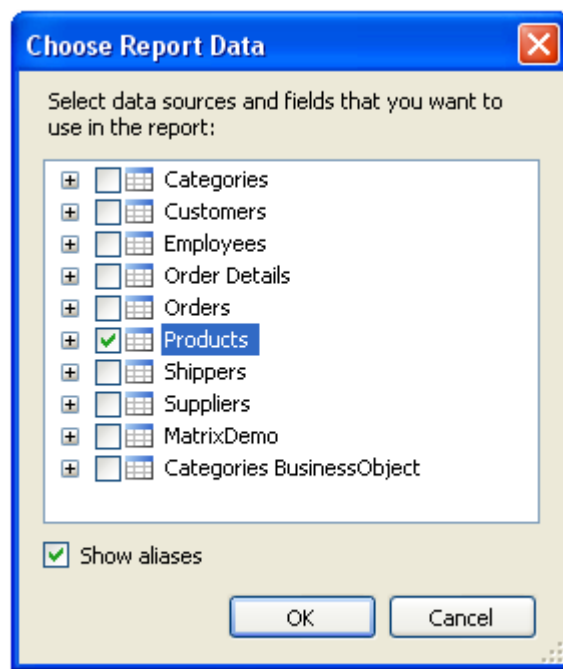 Choose Report Data
Select data sources and fields that you want to
use in the report:
Categories
Customers
Employees
Order Details
Orders
Products
Shippers
Suppliers
MatrixDemo
Categories BusinessObject
Show aliases
OK
Cancel